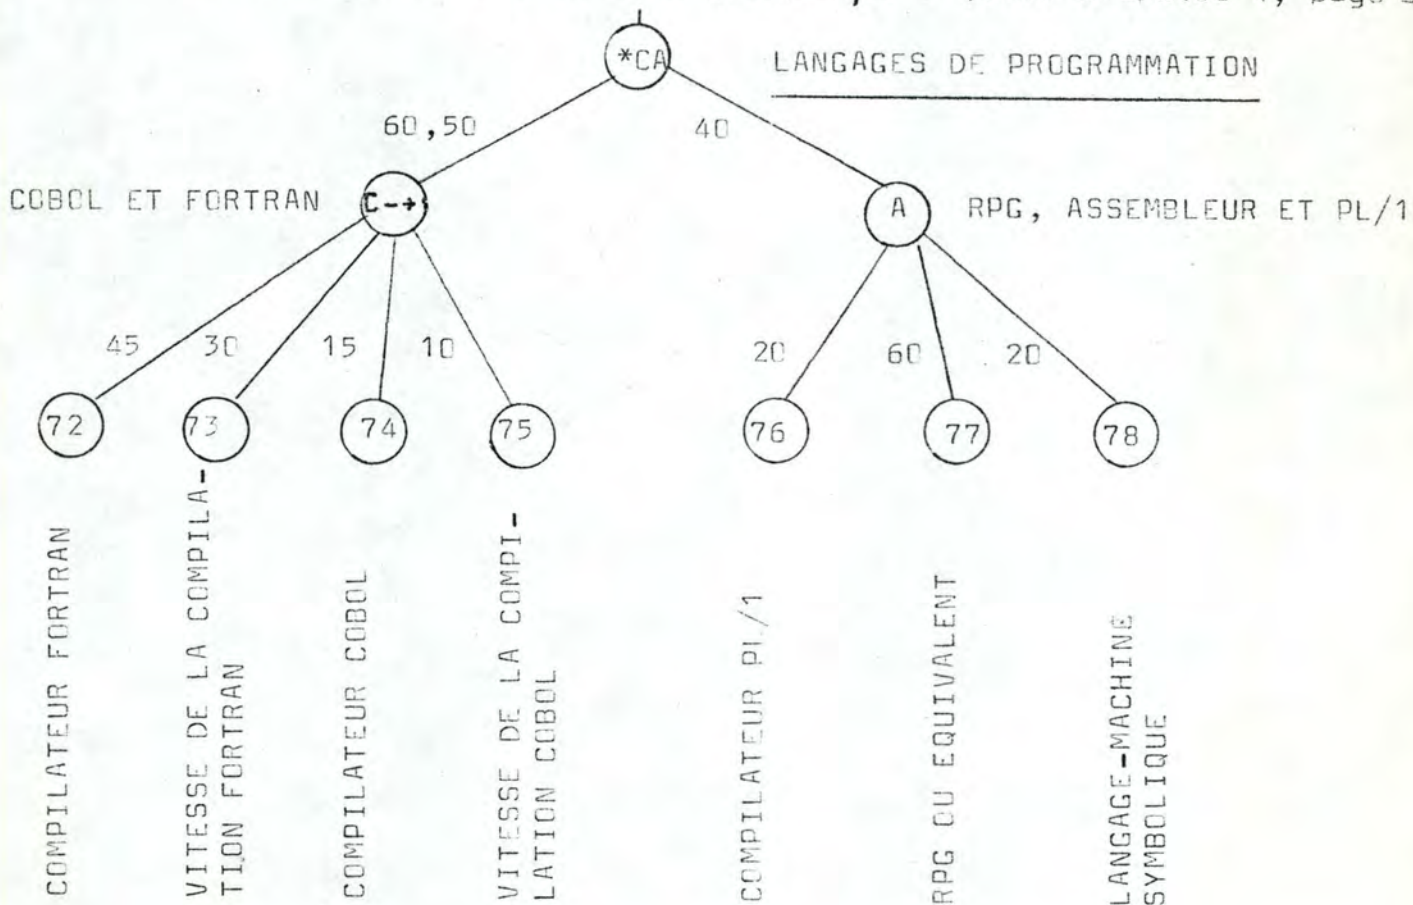 page
*CA
LANGAGES DE PROGRAMMATION
60,50
40
COBOL ET FORTRAN
C-+
A
RPG, ASSEMBLEUR ET PL/1
45
30
15
10
20
60
20
72
73
74
75
76
77
78
COMPILATEUR FORTRAN
VITESSE DE LA COMPILA-
TION FORTRAN
COMPILATEUR COBOL
VITESSE DE LA COMPI-
LATION COBOL
COMPILATEUR PL/1
RPG OU EQUIVALENT
LANGAGE-MACHINE
SYMBOLIQUE